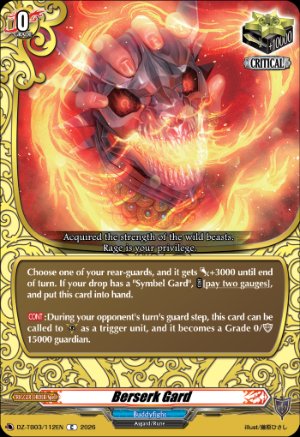 0
+10000
CRITICAL
Acquired the strength of the wild beasts.
Rage is your privilege.
Choose one of your rear-guards, and it gets +3000 until end
of turn. If your drop has a "Symbel Gard", [pay two gauges],
and put this card into hand.
CONT:During your opponent's turn's guard step, this card can be
called to as a trigger unit, and it becomes a Grade 0/
15000 guardian.
Berserk Gard
Buddyfight
Asgard/Rune
DZ-TB03/112EN C 2026